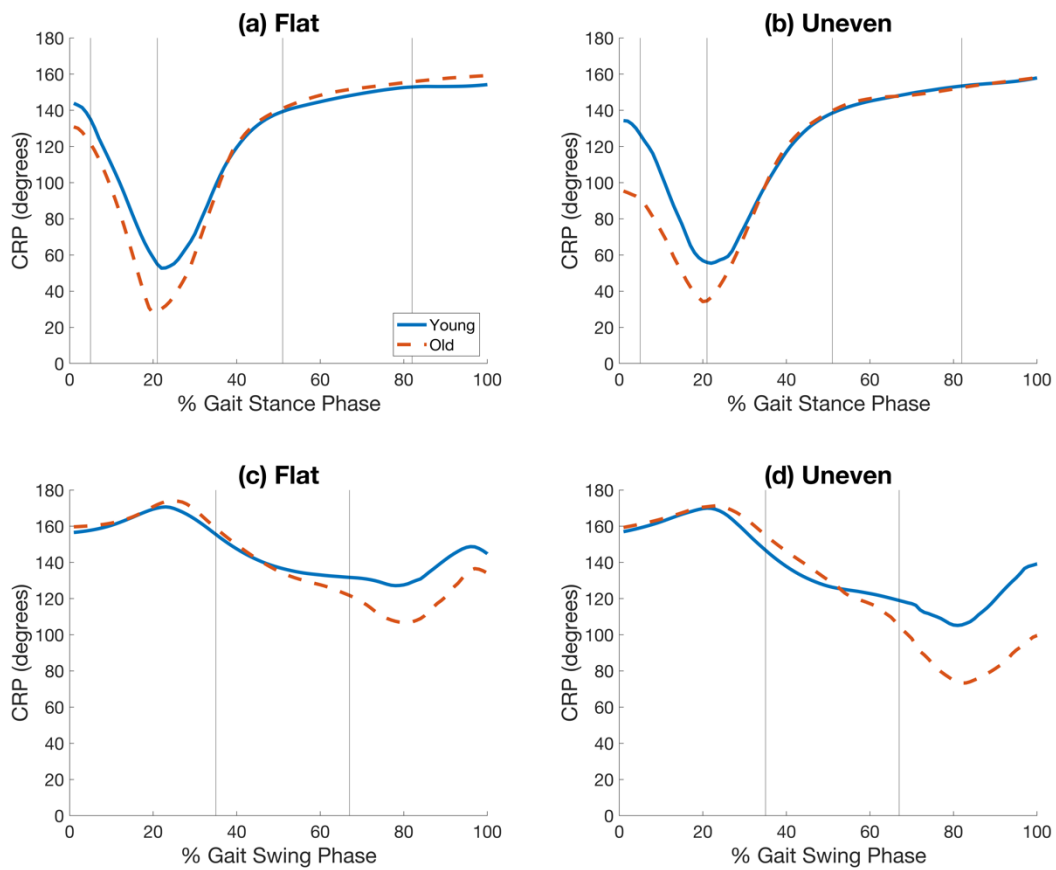 (a) Flat
180
160
140
120
100
80
60
40
20
0
CRP (degrees)
Young
Old
0 20 40 60 80 100
% Gait Stance Phase
(b) Uneven
180
160
140
120
100
80
60
40
20
0
CRP (degrees)
0 20 40 60 80 100
% Gait Stance Phase
(c) Flat
180
160
140
120
100
80
60
40
20
0
CRP (degrees)
0 20 40 60 80 100
% Gait Swing Phase
(d) Uneven
180
160
140
120
100
80
60
40
20
0
CRP (degrees)
0 20 40 60 80 100
% Gait Swing Phase